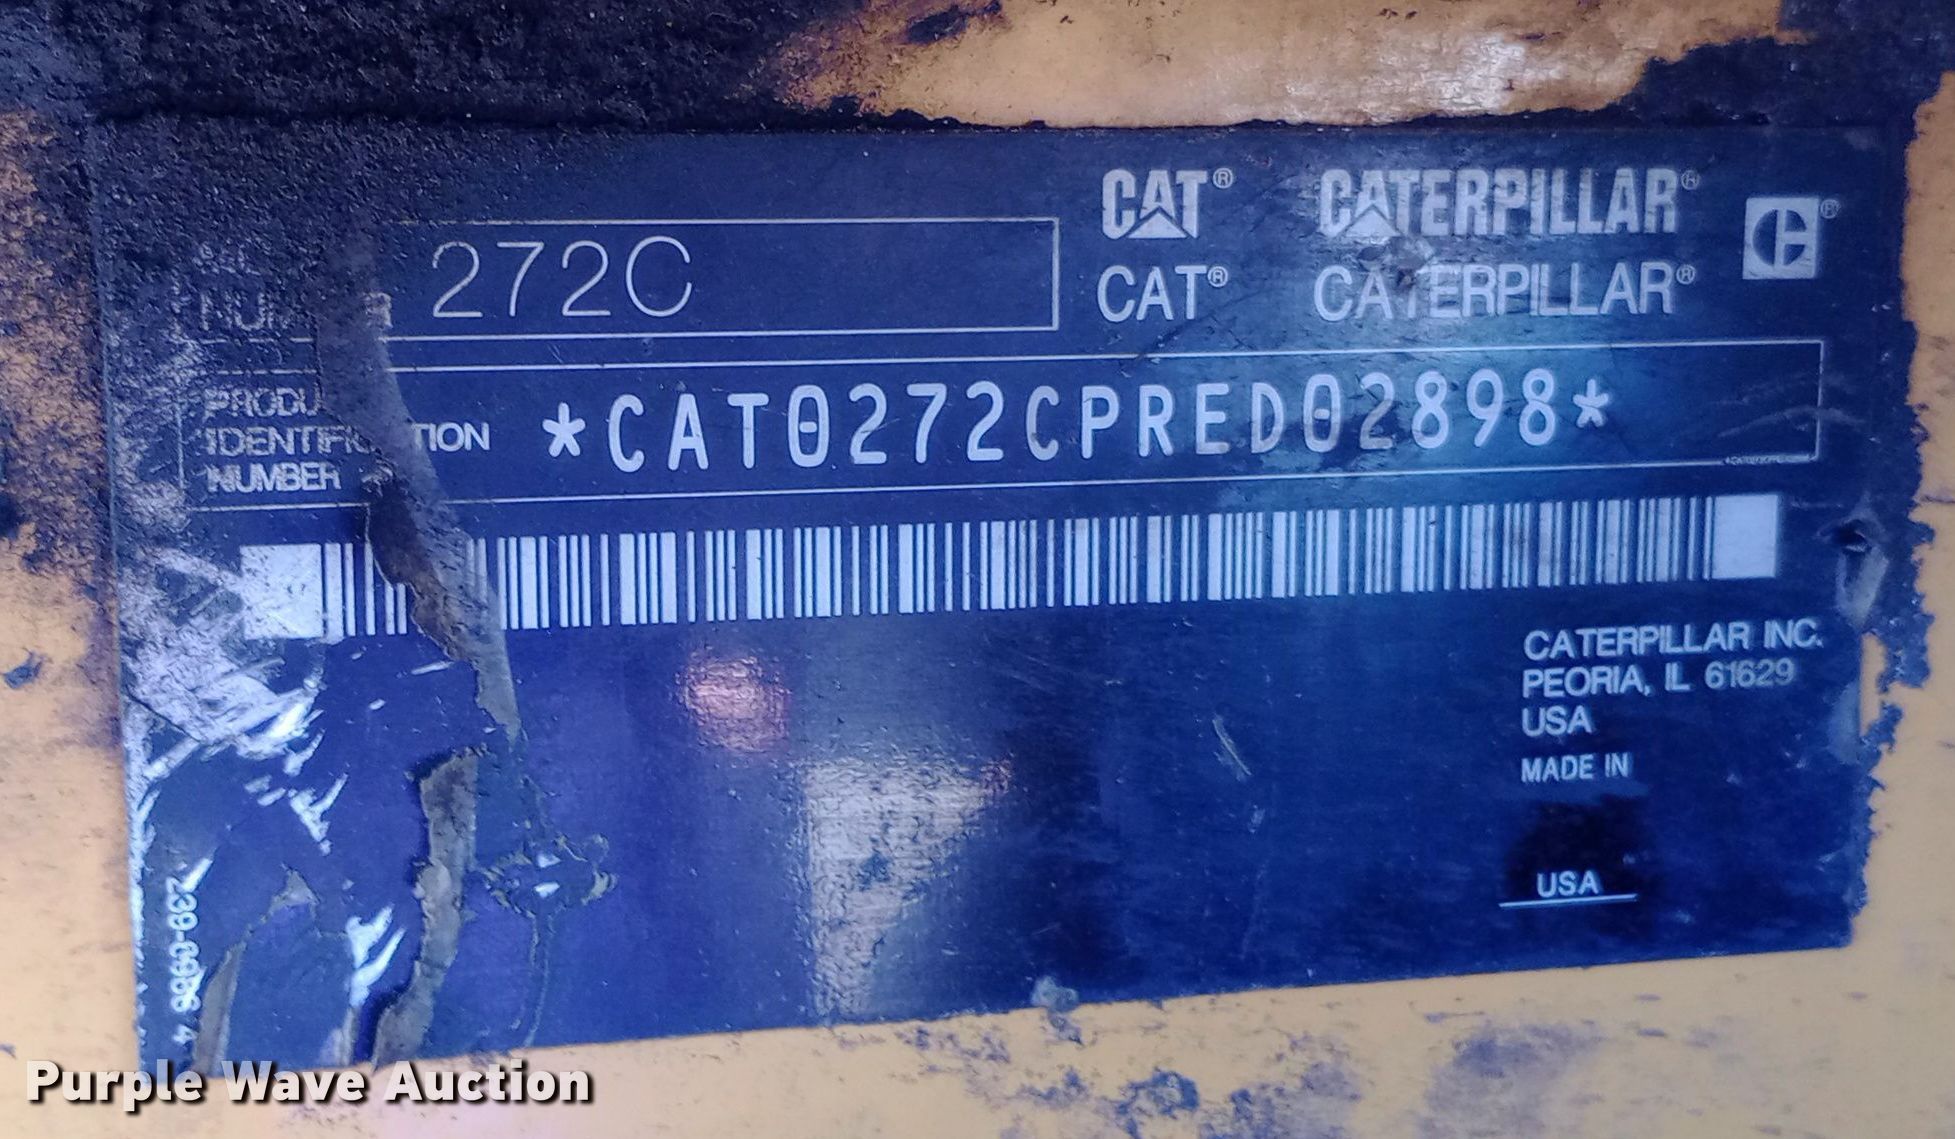 CAT® CATERPILLAR®
272C
CAT® CATERPILLAR®
IDENTIFICATION
NUMBER
*CAT0272CPRED02898*
CATERPILLAR INC.
PEORIA, IL 61629
USA
MADE IN
USA
Purple Wave Auction